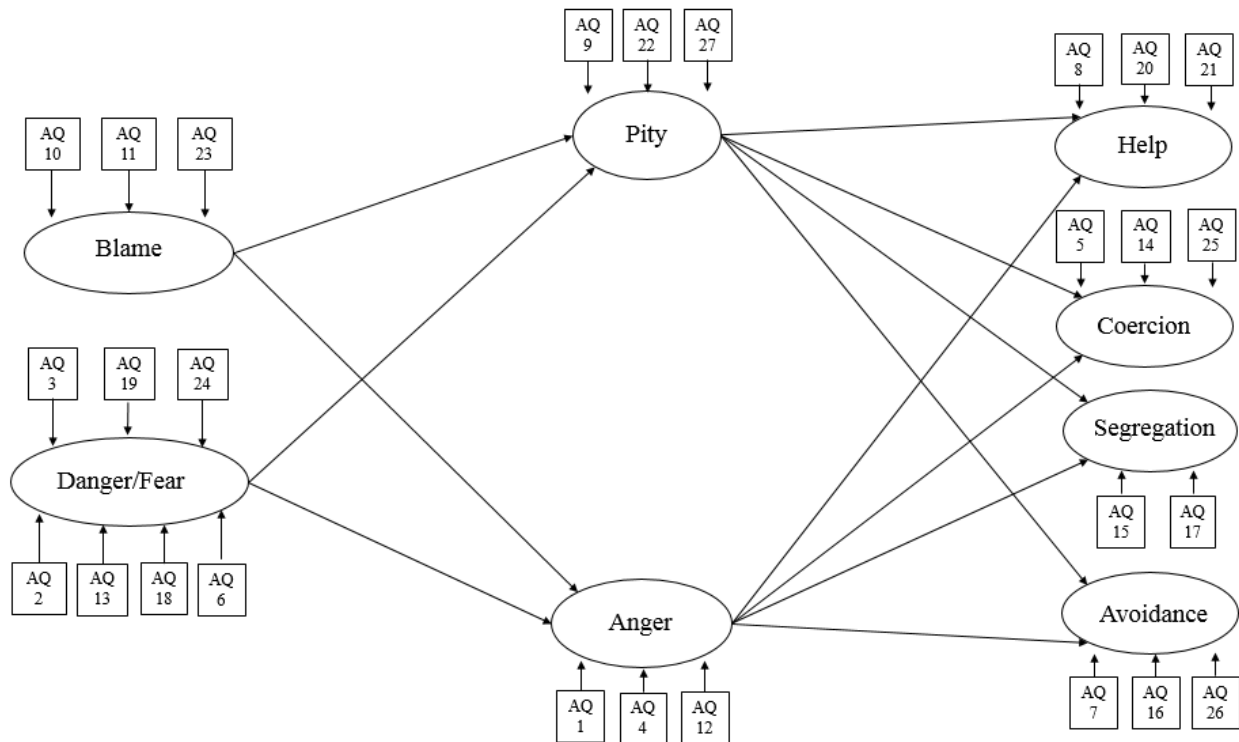 AQ
9
AQ
22
AQ
27
Pity
AQ
8
AQ
20
AQ
21
Help
AQ
10
AQ
11
AQ
23
Blame
AQ
5
AQ
14
AQ
25
Coercion
AQ
3
AQ
19
AQ
24
Danger/Fear
AQ
2
AQ
13
AQ
18
AQ
6
Segregation
AQ
15
AQ
17
Anger
AQ
1
AQ
4
AQ
12
Avoidance
AQ
7
AQ
16
AQ
26